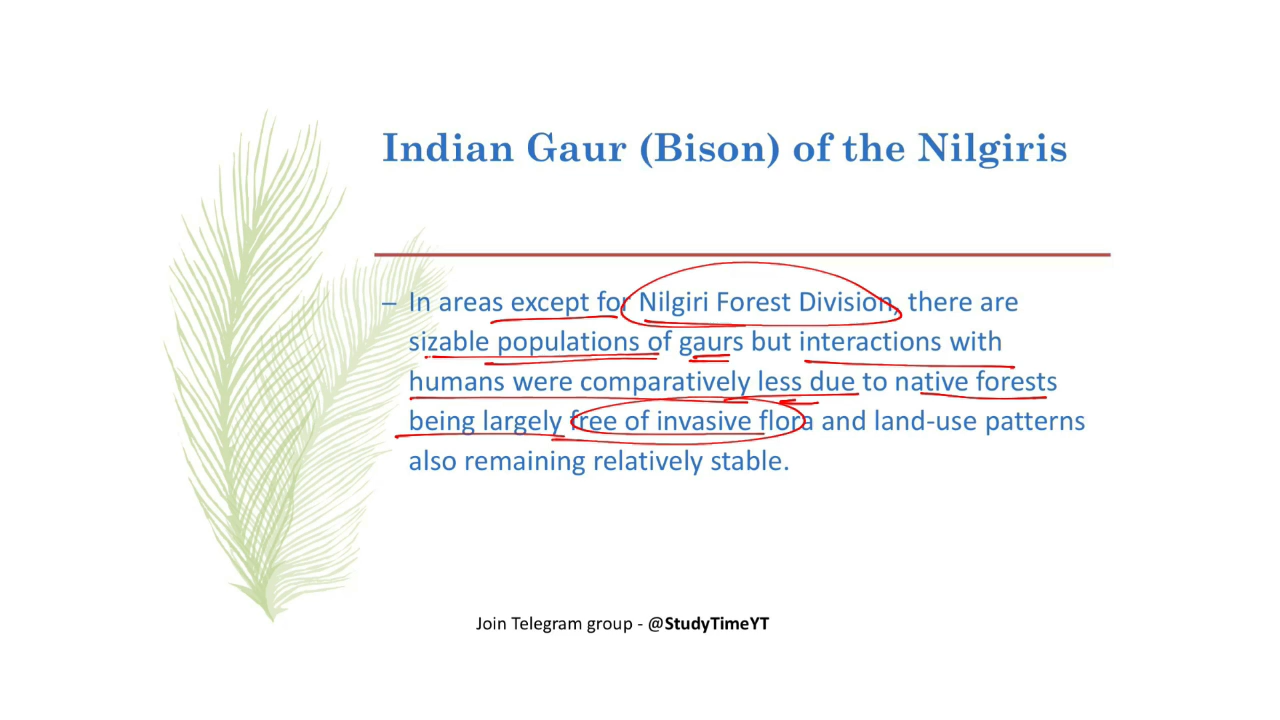 Indian Gaur (Bison) of the Nilgiris
– In areas except for Nilgiri Forest Division, there are
sizable populations of gaurs but interactions with
humans were comparatively less due to native forests
being largely free of invasive flora and land-use patterns
also remaining relatively stable.
Join Telegram group - @StudyTimeYT